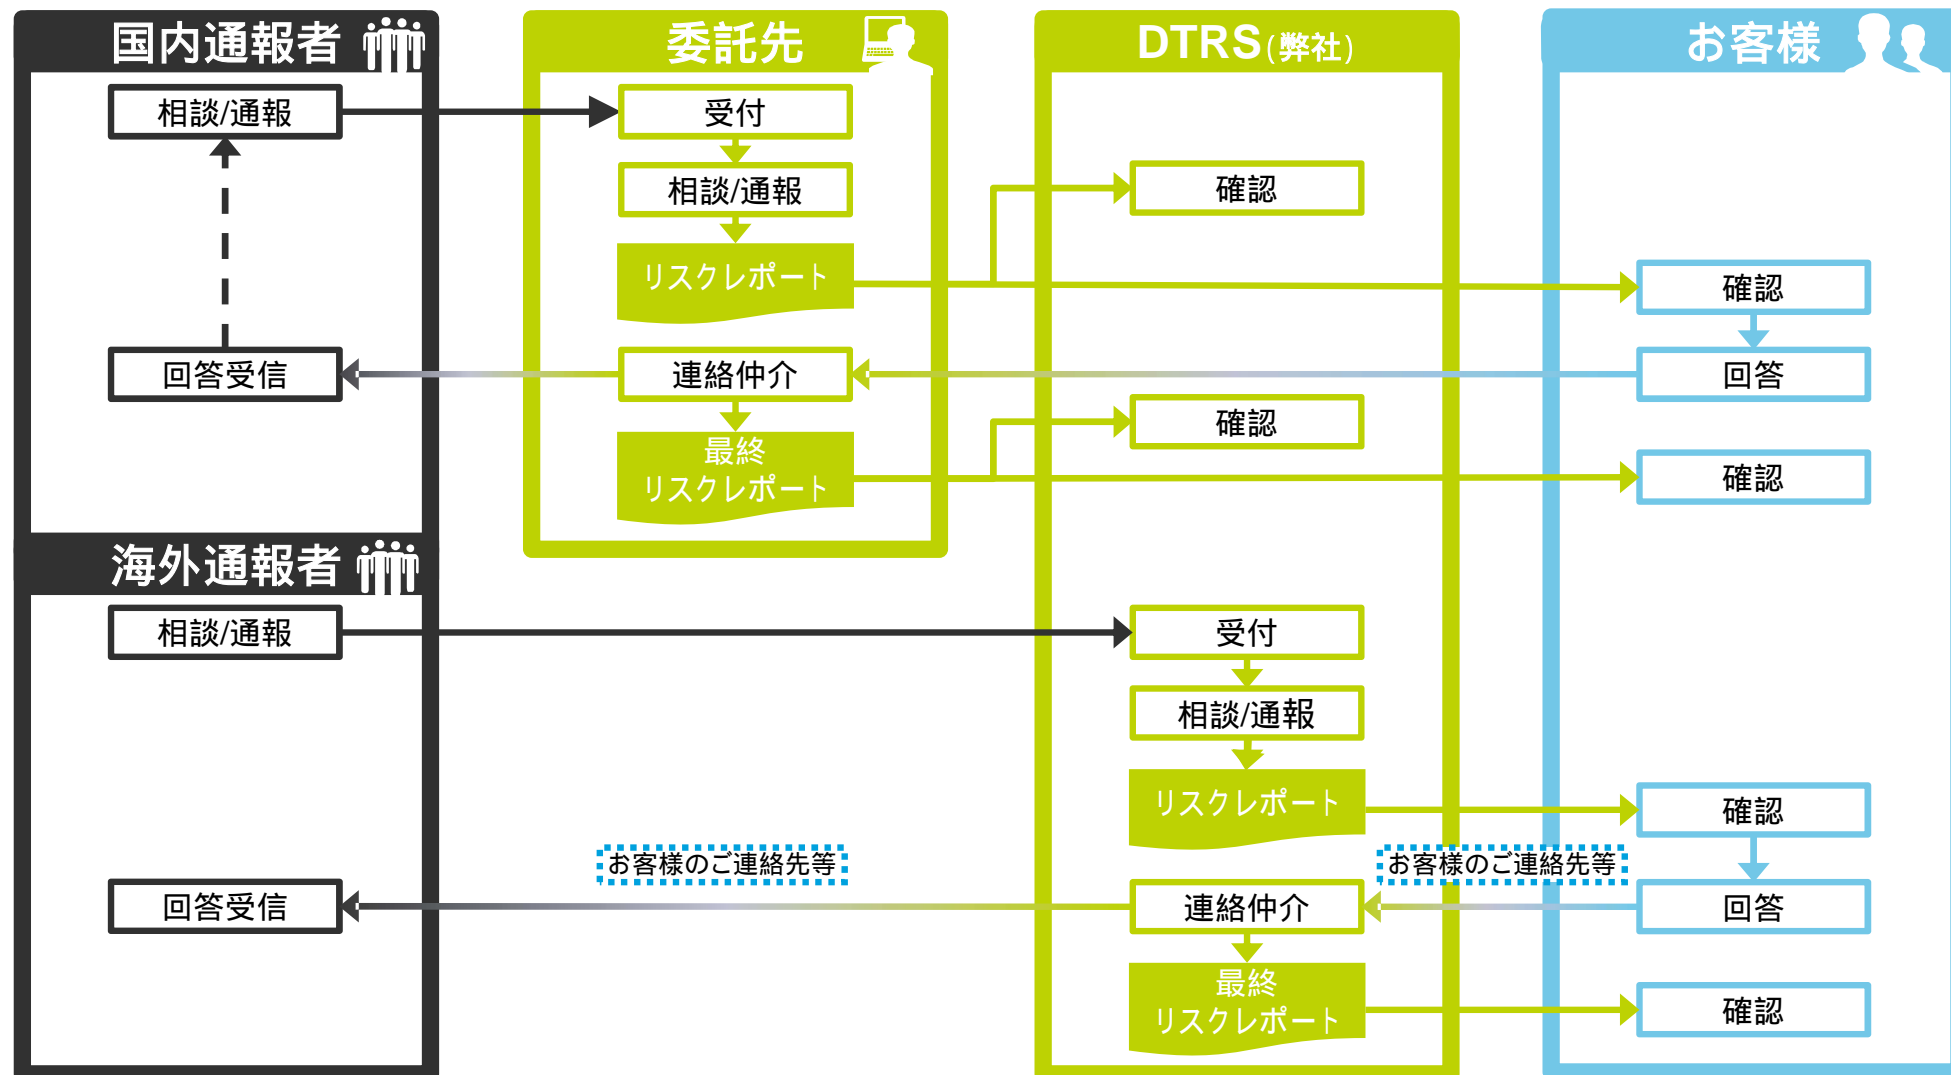 国内通報者
委託先
DTRS(弊社)
お客様
相談/通報
受付
相談/通報
確認
リスクレポート
確認
回答受信
連絡仲介
回答
確認
最終
リスクレポート
確認
海外通報者
相談/通報
受付
相談/通報
リスクレポート
確認
お客様のご連絡先等
お客様のご連絡先等
回答受信
連絡仲介
回答
最終
リスクレポート
確認